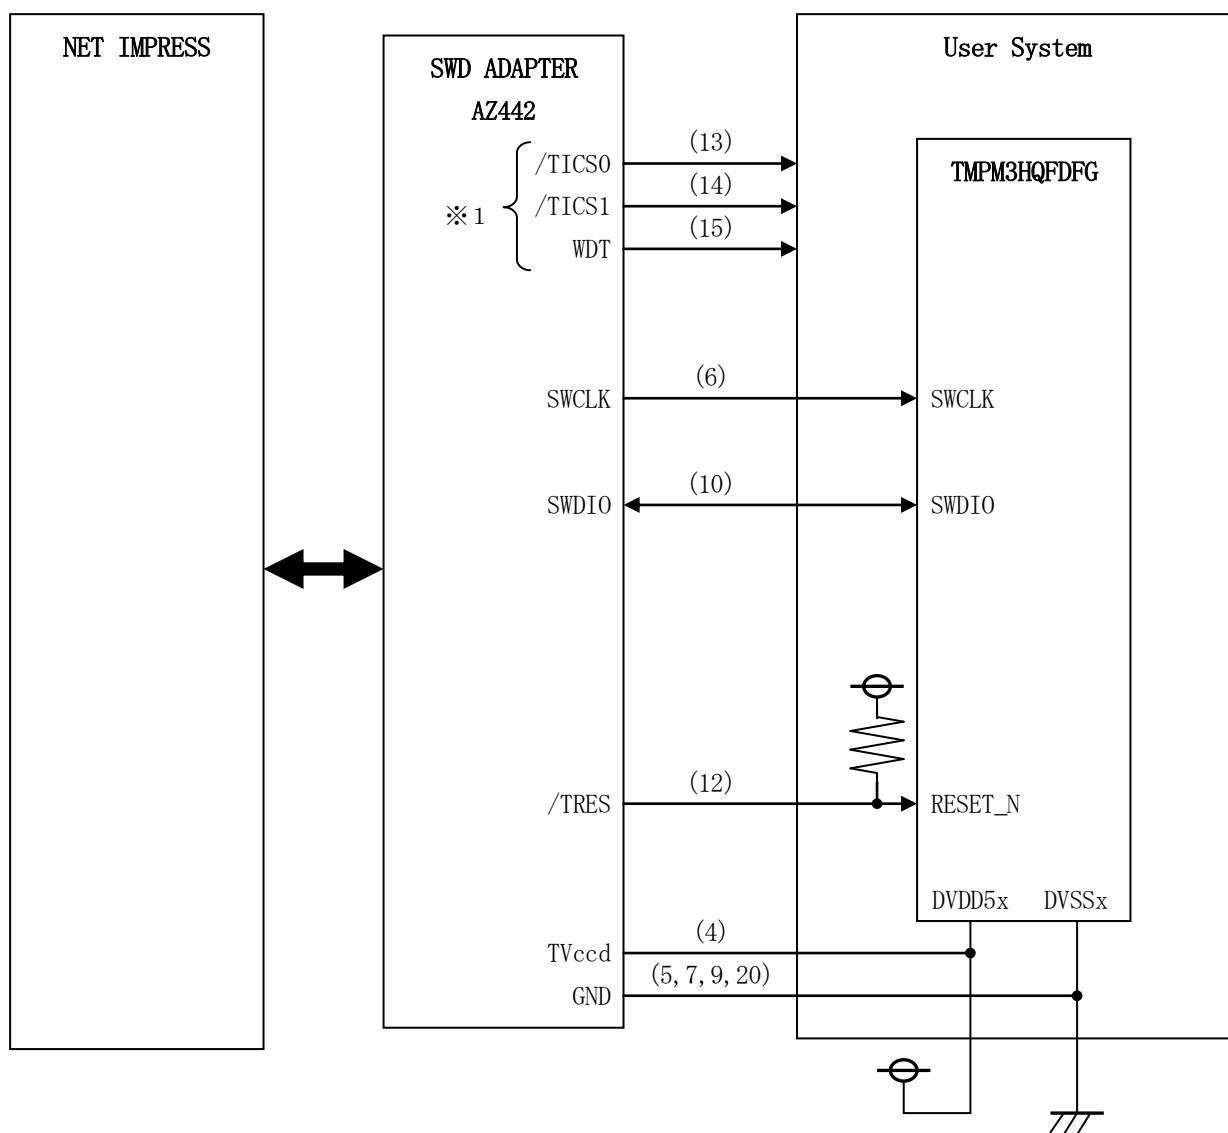 NET IMPRESS
SWD ADAPTER
AZ442
User System
TMPM3HQFDFG
※1
/TICS0 (13)
/TICS1 (14)
WDT (15)
SWCLK (6) SWCLK
SWDIO (10) SWDIO
/TRES (12) RESET_N
DVDD5x DVSSx
TVccd (4)
GND (5,7,9,20)